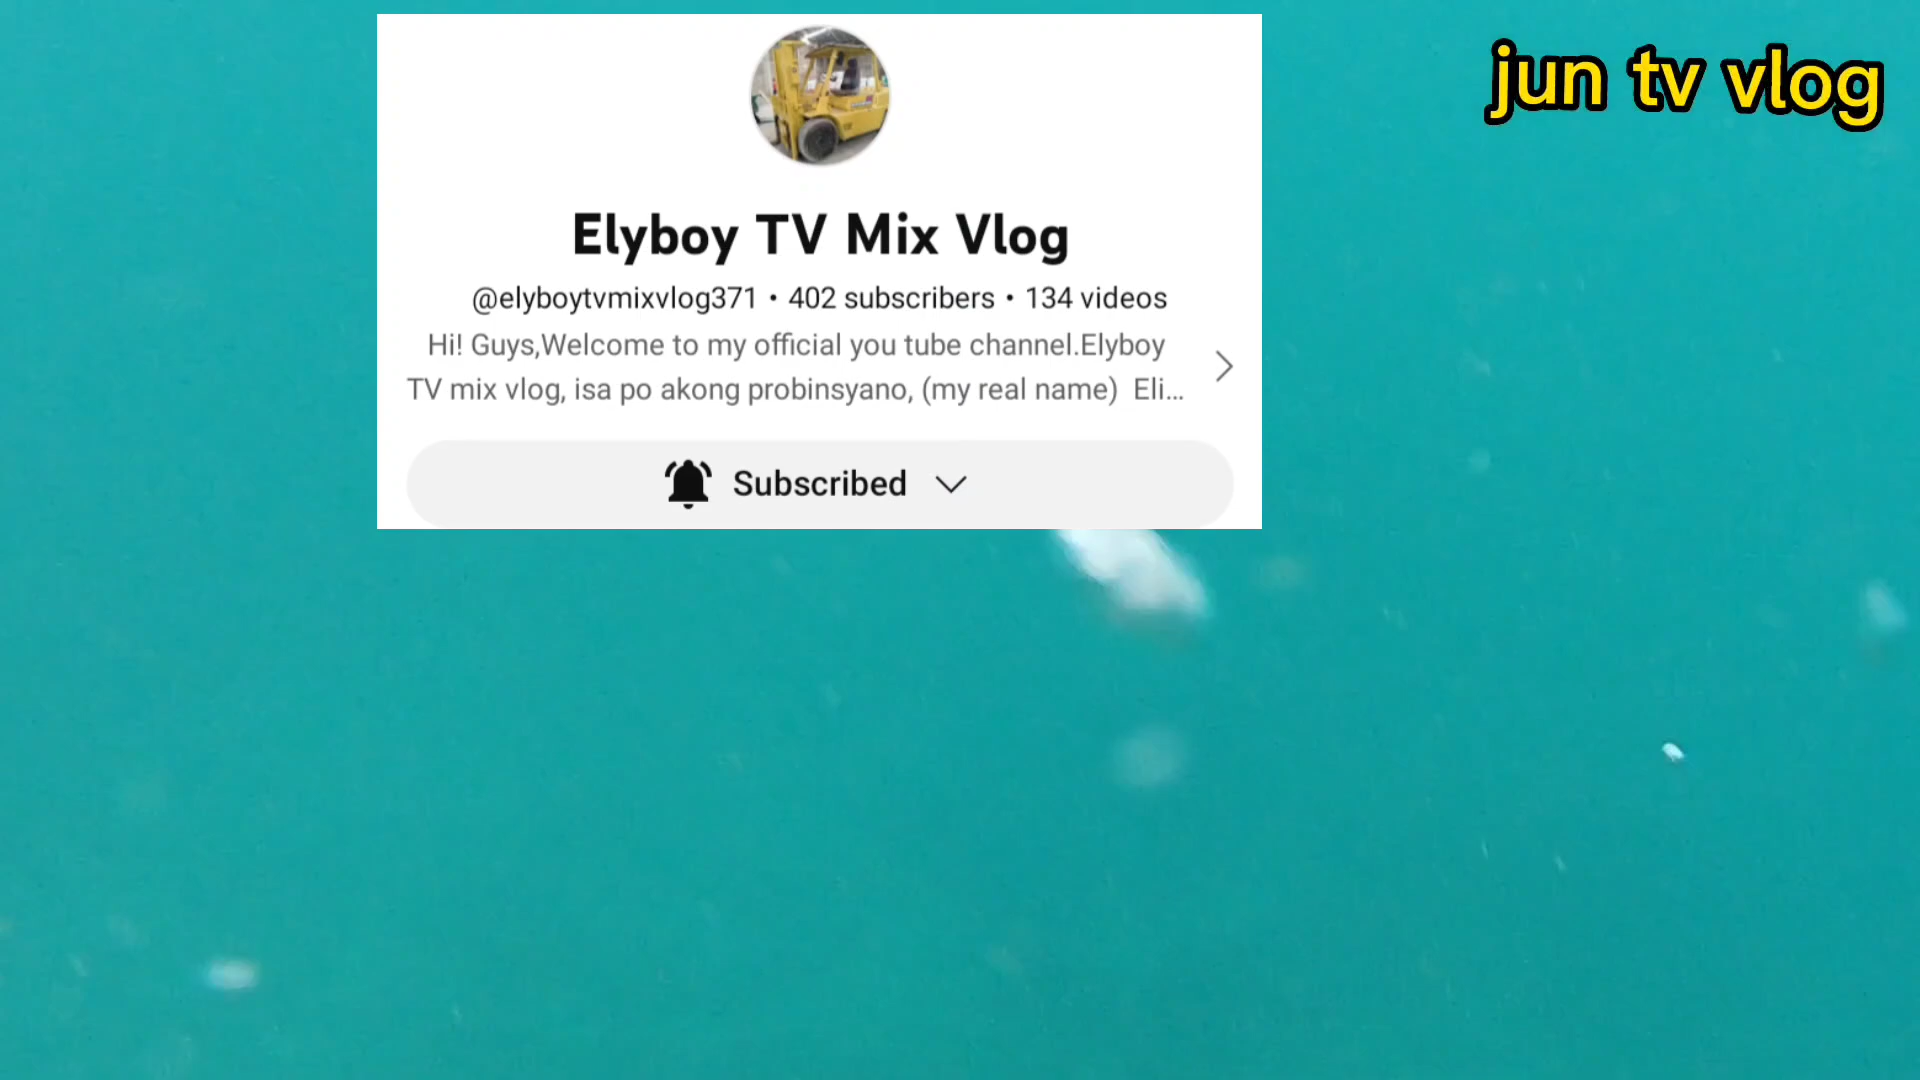 jun tv vlog
Elyboy TV Mix Vlog
@elyboytvmixvlog371 • 402 subscribers • 134 videos
Hi! Guys,Welcome to my official you tube channel.Elyboy
TV mix vlog, isa po akong probinsyano, (my real name)  Eli...
Subscribed